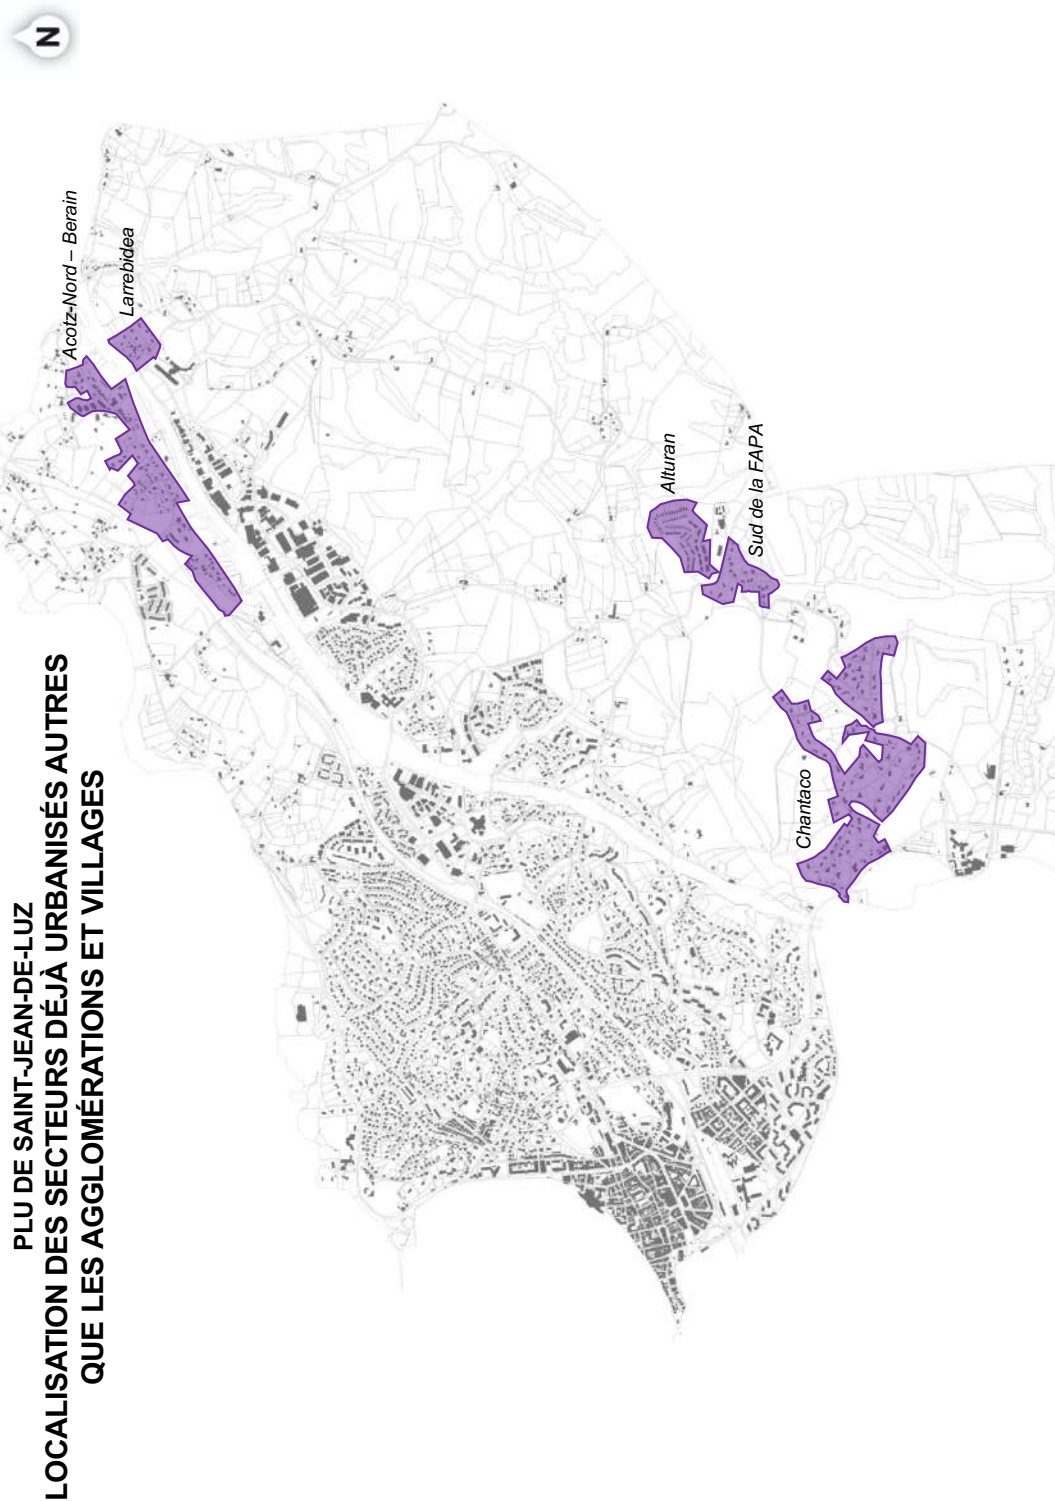 PLU DE SAINT-JEAN-DE-LUZ
LOCALISATION DES SECTEURS DÉJÀ URBANISÉS AUTRES
QUE LES AGGLOMÉRATIONS ET VILLAGES
N
Acotz-Nord – Berain
Larrebidea
Alturan
Sud de la FAPA
Chantaco